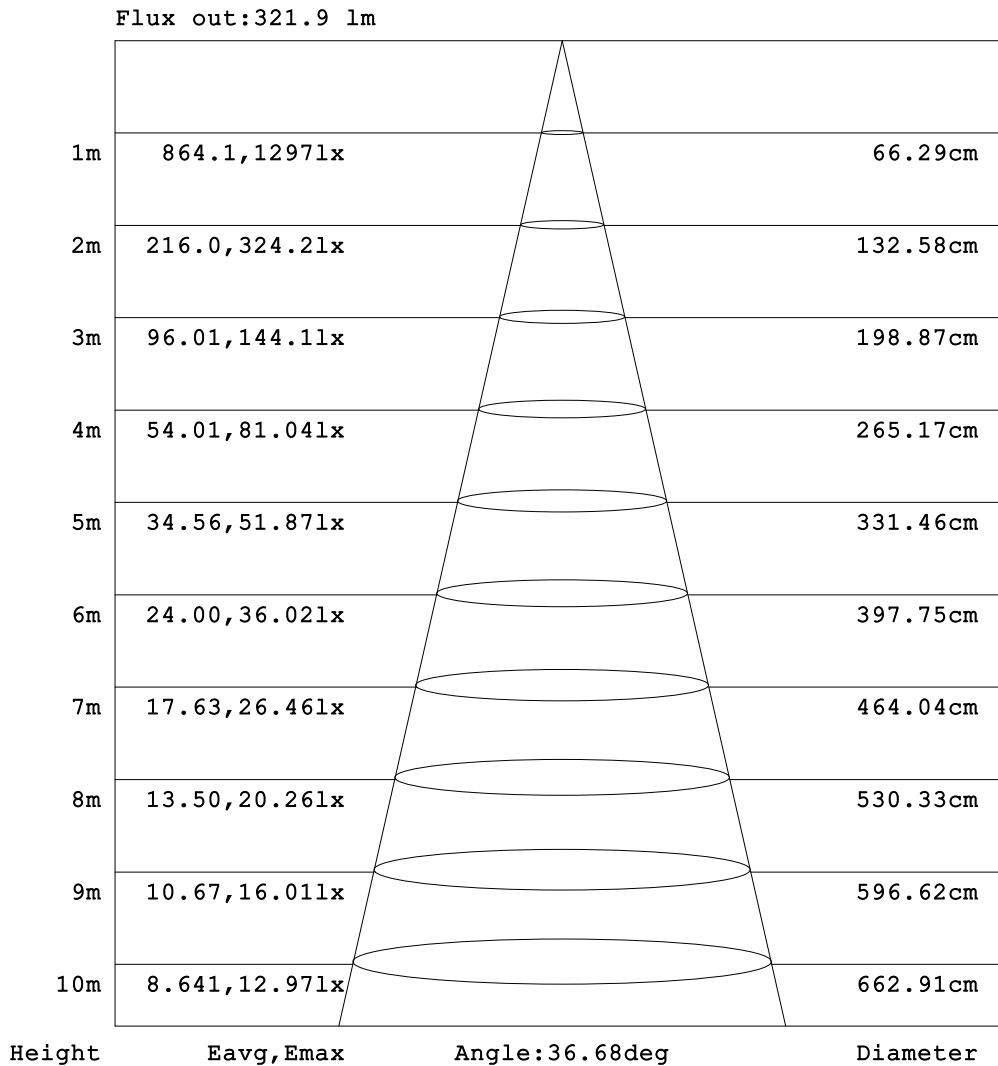 Flux out:321.9 lm
1m 864.1,1297lx 66.29cm
2m 216.0,324.2lx 132.58cm
3m 96.01,144.1lx 198.87cm
4m 54.01,81.04lx 265.17cm
5m 34.56,51.87lx 331.46cm
6m 24.00,36.02lx 397.75cm
7m 17.63,26.46lx 464.04cm
8m 13.50,20.26lx 530.33cm
9m 10.67,16.01lx 596.62cm
10m 8.641,12.97lx 662.91cm
Height Eavg,Emax Angle:36.68deg Diameter